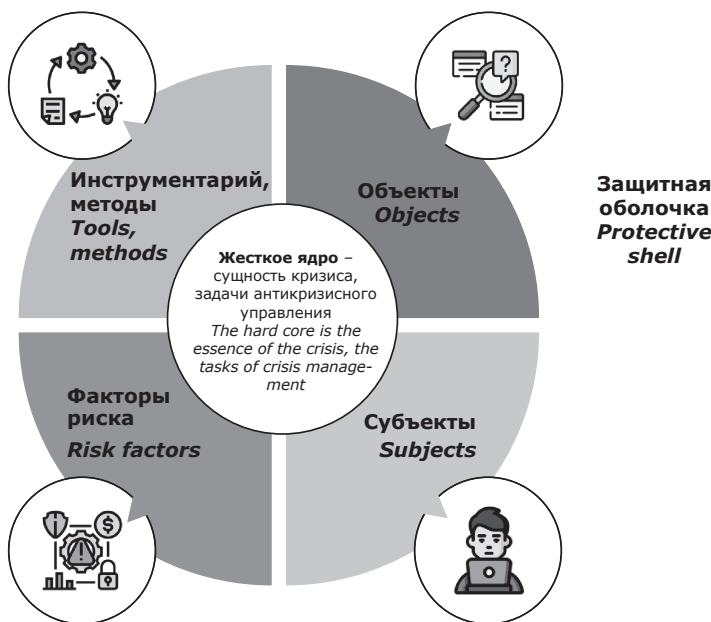 Инструментарий,
методы
Tools,
methods
Объекты
Objects
Защитная
оболочка
Protective
shell
Жесткое ядро –
сущность кризиса,
задачи антикризисного
управления
The hard core is the
essence of the crisis, the
tasks of crisis manage-
ment
Факторы
риска
Risk factors
Субъекты
Subjects
?
$